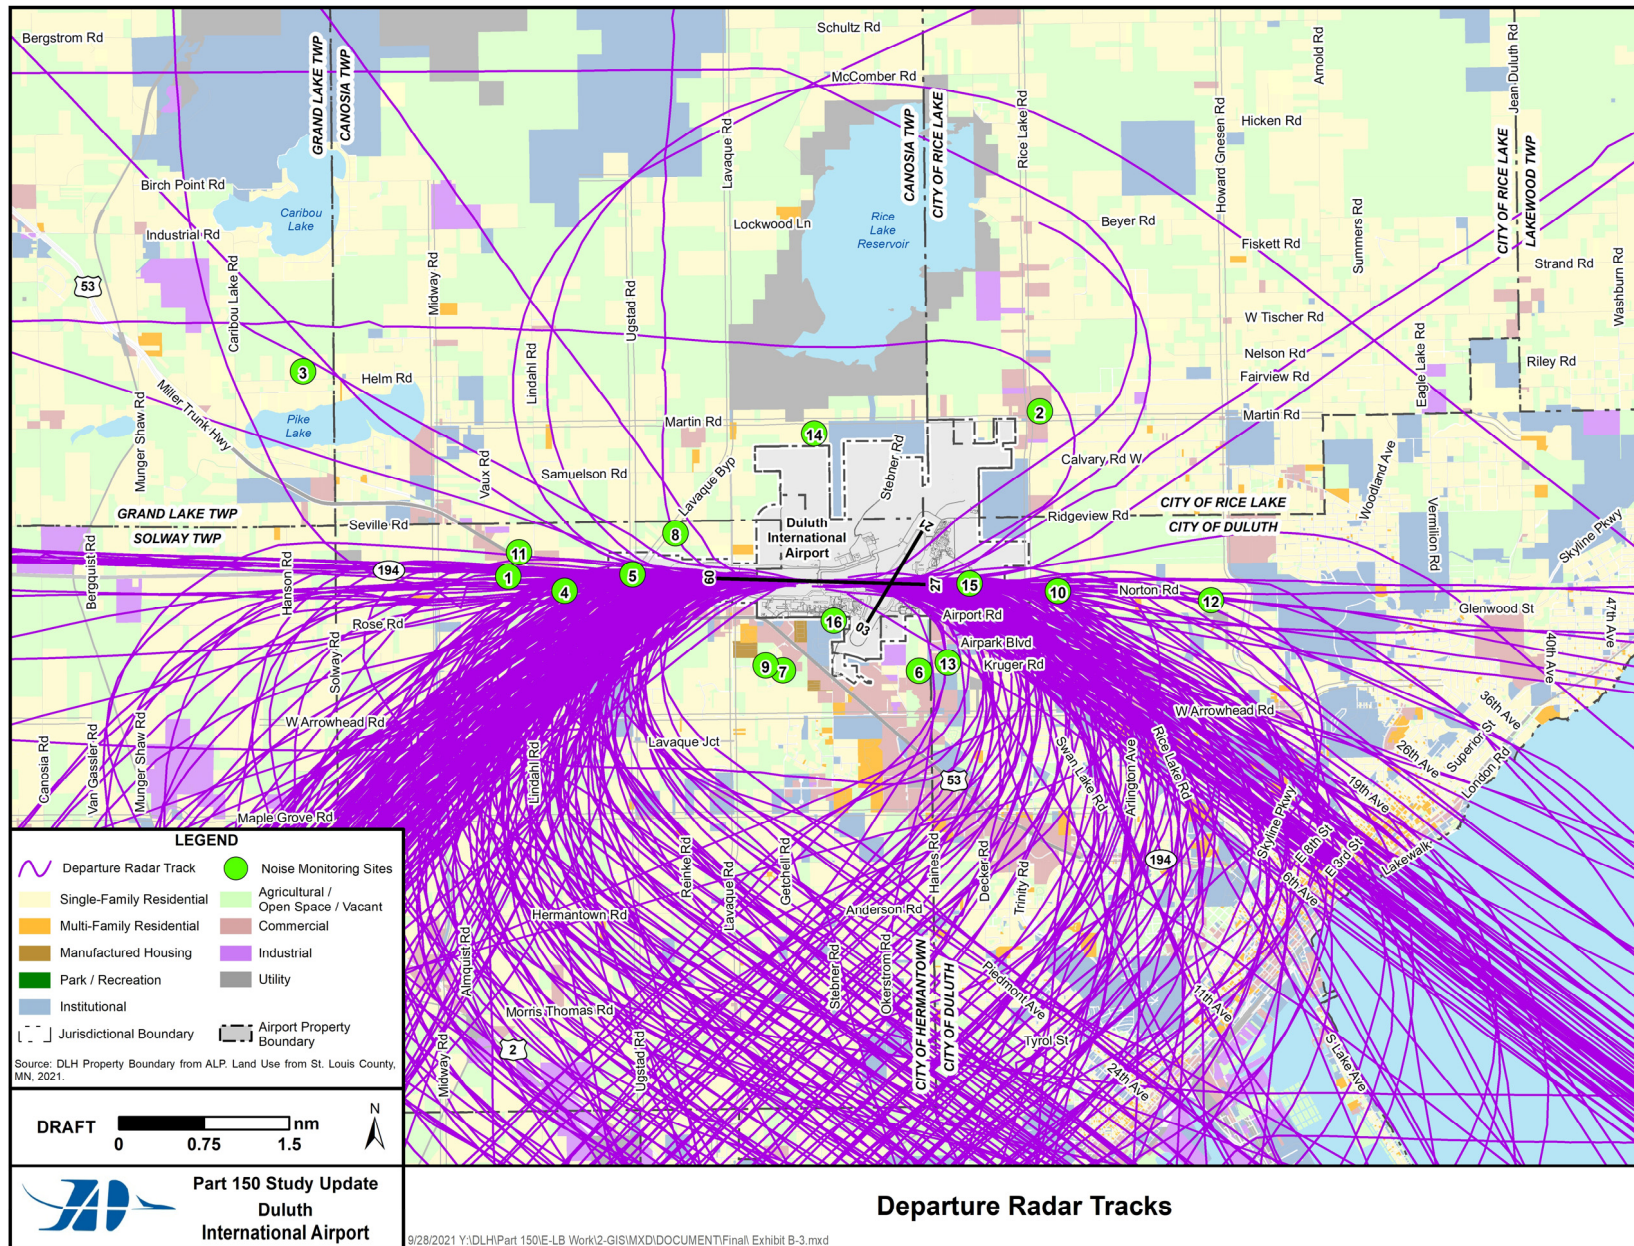 Bergstrom Rd
GRAND LAKE TWP
CANOSIA TWP
Schultz Rd
McComber Rd
Arnold Rd
Jean Duluth Rd
Lavaque Rd
CANOSIA TWP
CITY OF RICE LAKE
Rice Lake Rd
Howard Gnesen Rd
Hicken Rd
CITY OF RICE LAKE
LAKEWOOD TWP
Birch Point Rd
Caribou
Lake
Industrial Rd
Lockwood Ln
Rice
Lake
Reservoir
Beyer Rd
Fiskett Rd
Summers Rd
Strand Rd
Washburn Rd
53
Caribou Lake Rd
Midway Rd
Ugstad Rd
W Tischer Rd
Lindahl Rd
Nelson Rd
Fairview Rd
Eagle Lake Rd
Riley Rd
3
Helm Rd
Munger Shaw Rd
Miller Trunk Hwy
Pike
Lake
Martin Rd
14
2
Martin Rd
Vaux Rd
Samuelson Rd
Lavaque Byp
Stebner Rd
Calvary Rd W
Woodland Ave
Vermilion Rd
GRAND LAKE TWP
SOLWAY TWP
Seville Rd
8
Duluth
International
Airport
21
Ridgeview Rd
CITY OF RICE LAKE
CITY OF DULUTH
Skyline Pkwy
Bergquist Rd
Hanson Rd
194
11
1
4
5
09
27
15
10
Norton Rd
12
Glenwood St
47th Ave
40th Ave
Rose Rd
Solway Rd
16
03
Airport Rd
Airpark Blvd
Kruger Rd
9
7
6
13
Canosia Rd
Van Gassler Rd
Munger Shaw Rd
W Arrowhead Rd
Lindahl Rd
Lavaque Jct
53
Swan Lake Rd
Arlington Ave
Rice Lake Rd
W Arrowhead Rd
36th Ave
Superior St
26th Ave
London Rd
19th Ave
Maple Grove Rd
Skyline Pkwy
E 8th St
E 3rd St
Lakewalk
6th Ave
194
Reinke Rd
Lavaque Rd
Getchell Rd
Haines Rd
Decker Rd
Trinity Rd
Hermantown Rd
Anderson Rd
Almquist Rd
Stebner Rd
Okerstrom Rd
CITY OF HERMANTOWN
CITY OF DULUTH
Piedmont Ave
11th Ave
Morris Thomas Rd
Tyrol St
Midway Rd
2
Ugstad Rd
24th Ave
S Lake Ave
LEGEND
Departure Radar Track
Noise Monitoring Sites
Single-Family Residential
Agricultural /
Open Space / Vacant
Multi-Family Residential
Commercial
Manufactured Housing
Industrial
Park / Recreation
Utility
Institutional
Jurisdictional Boundary
Airport Property
Boundary
Source: DLH Property Boundary from ALP. Land Use from St. Louis County,
MN, 2021.
DRAFT
nm
0 0.75 1.5
N
Part 150 Study Update
Duluth
International Airport
Departure Radar Tracks
9/28/2021 Y:\DLH\Part 150\E-LB Work\2-GIS\MXD\DOCUMENT\Final\ Exhibit B-3.mxd